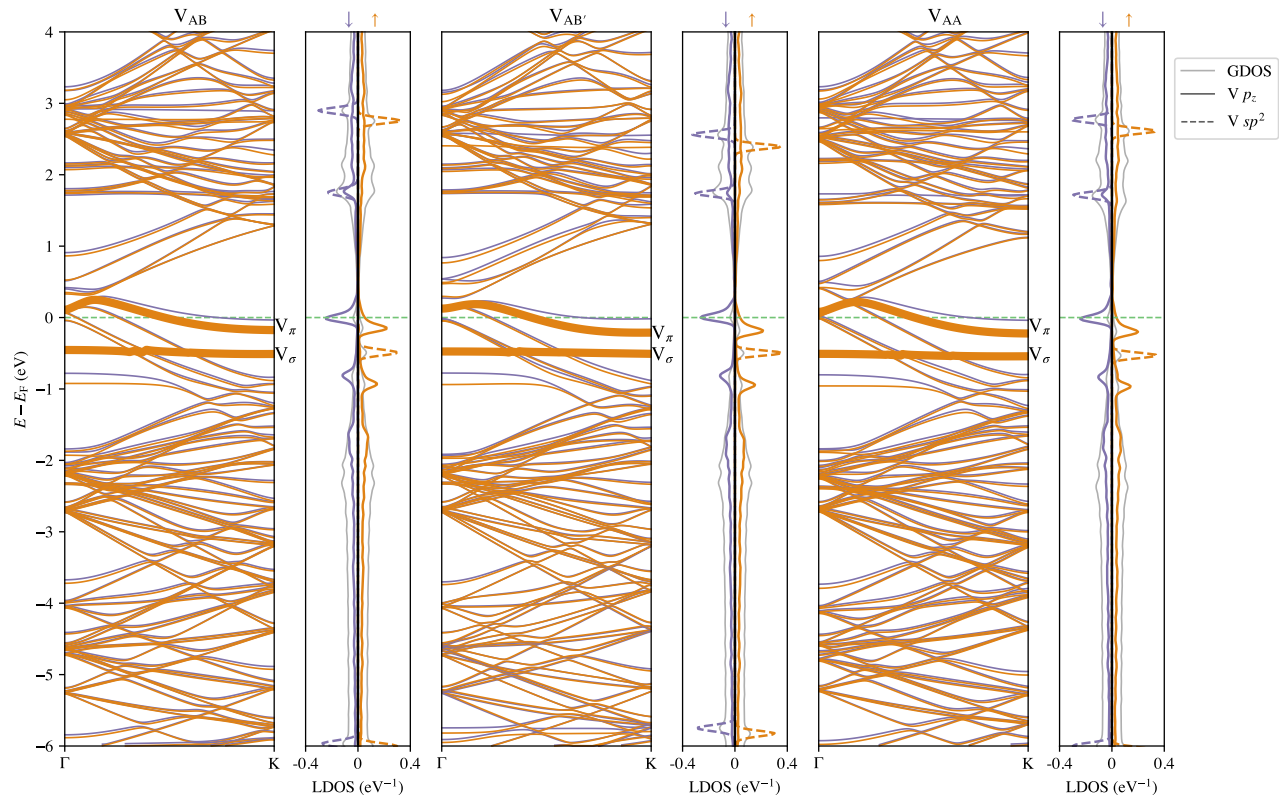 V_AB
↓ ↑
V_AB′
↓ ↑
V_AA
↓ ↑
GDOS
V p_z
V sp²
E − E_F (eV)
4
3
2
1
0
−1
−2
−3
−4
−5
−6
V_π
V_σ
V_π
V_σ
V_π
V_σ
Γ K
-0.4 0 0.4
Γ K
-0.4 0 0.4
Γ K
-0.4 0 0.4
LDOS (eV⁻¹)
LDOS (eV⁻¹)
LDOS (eV⁻¹)